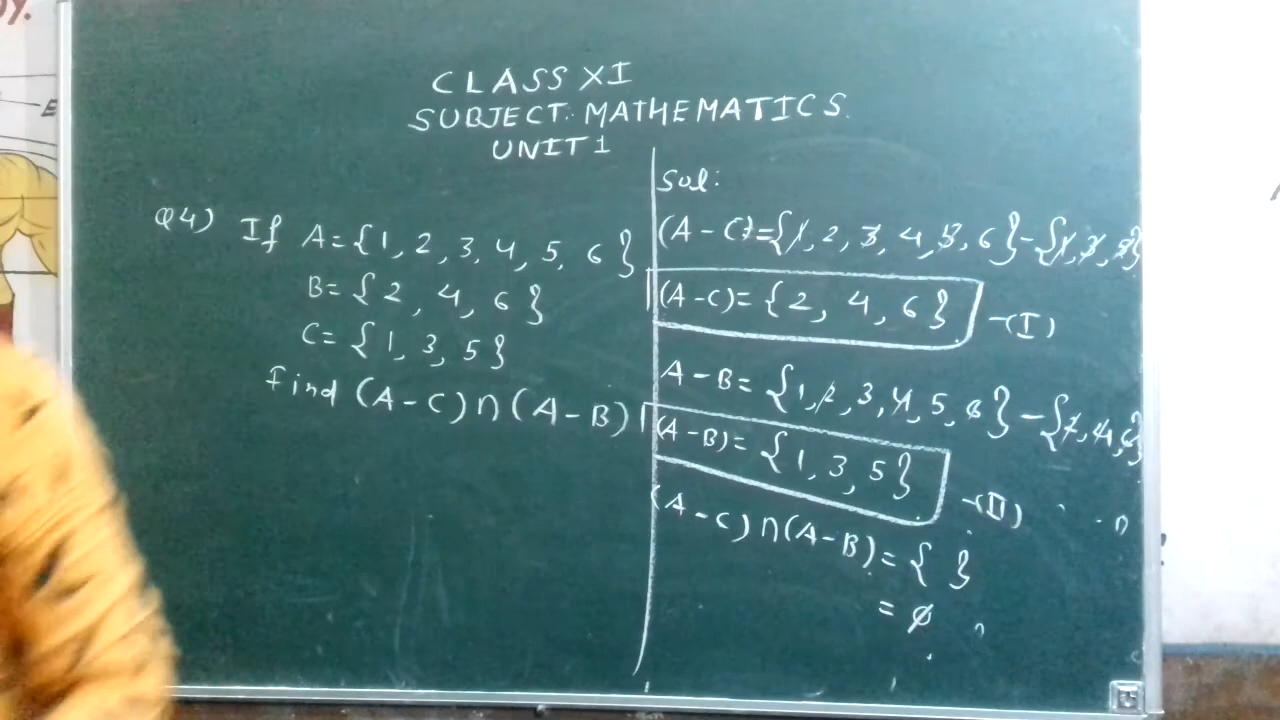 CLASS XI
SUBJECT: MATHEMATICS.
UNIT 1
Q4) If A={1, 2, 3, 4, 5, 6}
B={2, 4, 6}
C={1, 3, 5}
Find (A-C)∩(A-B)
Sol:
(A-C)={1, 2, 3, 4, 5, 6}-{1, 3, 5}
(A-C)={2, 4, 6} -(I)
A-B={1, 2, 3, 4, 5, 6}-{2, 4, 6}
(A-B)={1, 3, 5} -(II)
(A-C)∩(A-B)={ }
=ø